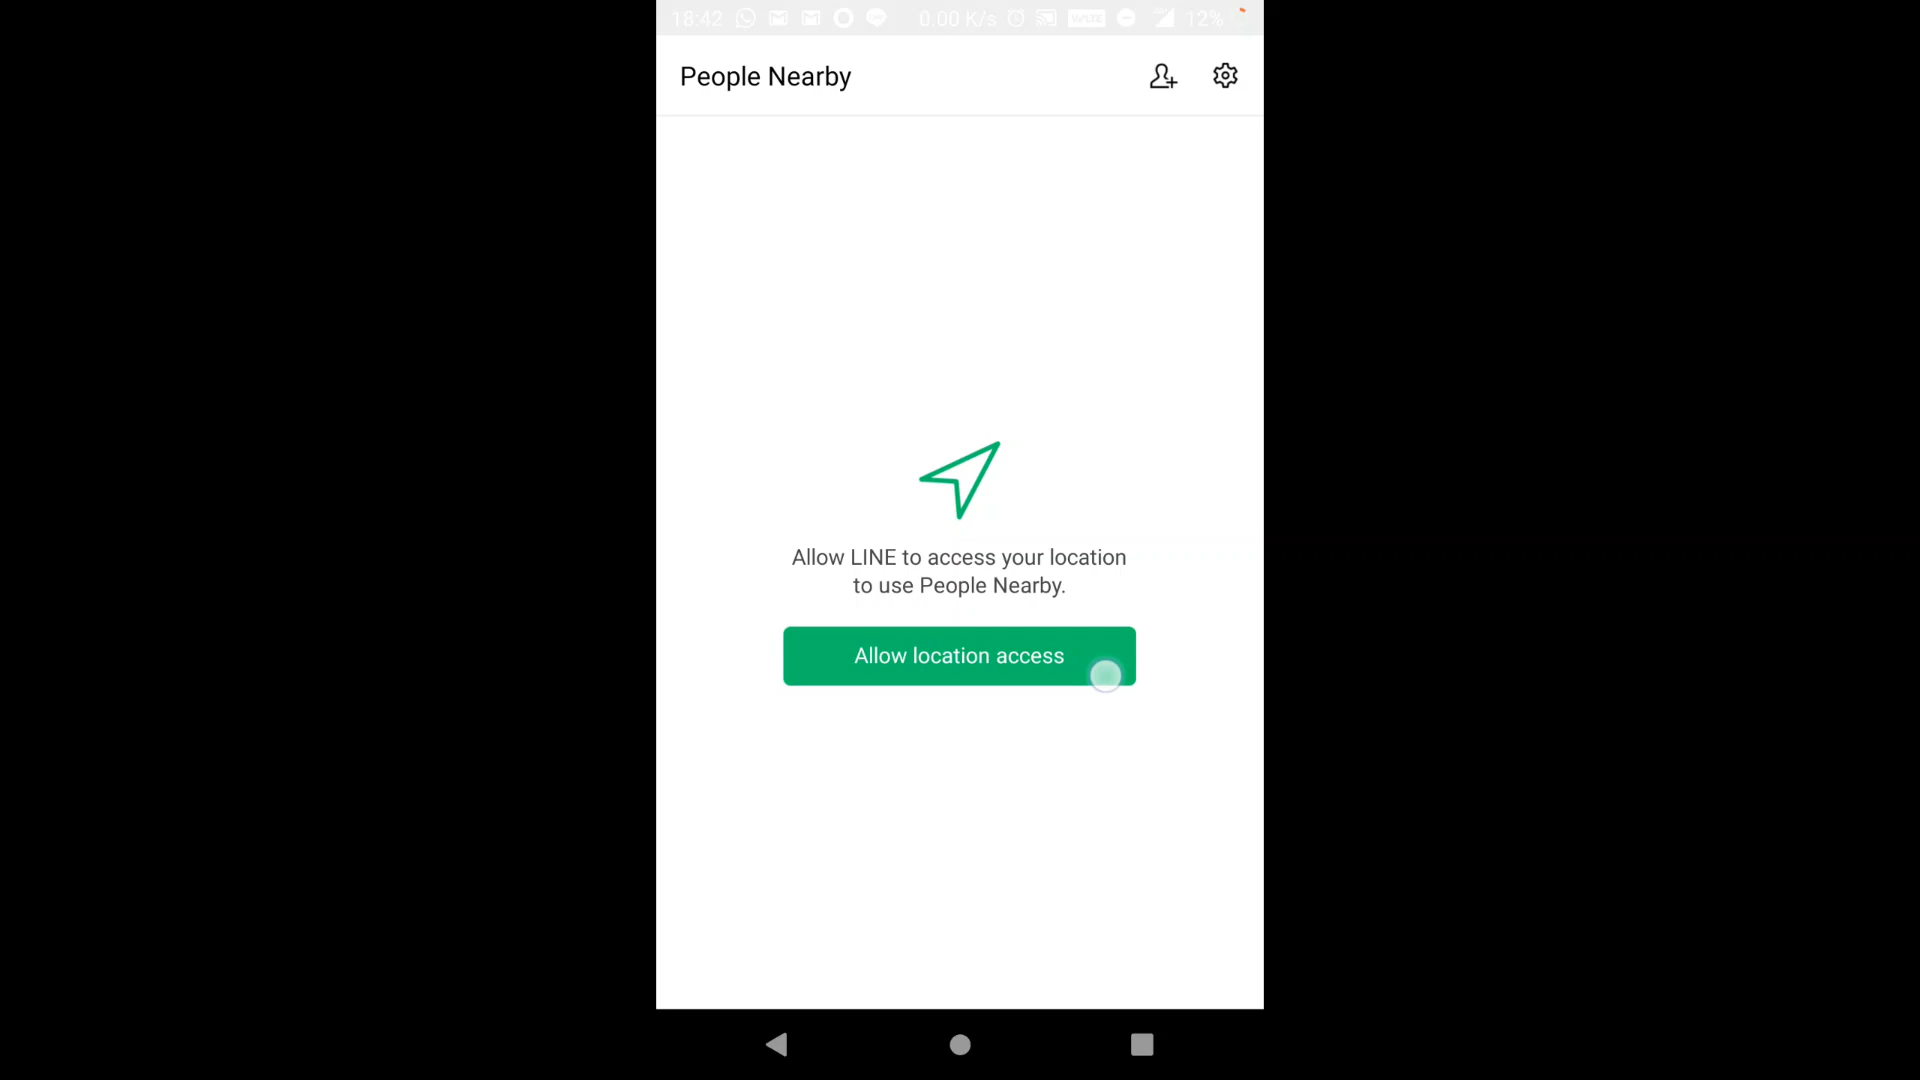 18:42 0.00 K/s VoLTE 12%
People Nearby
Allow LINE to access your location
to use People Nearby.
Allow location access